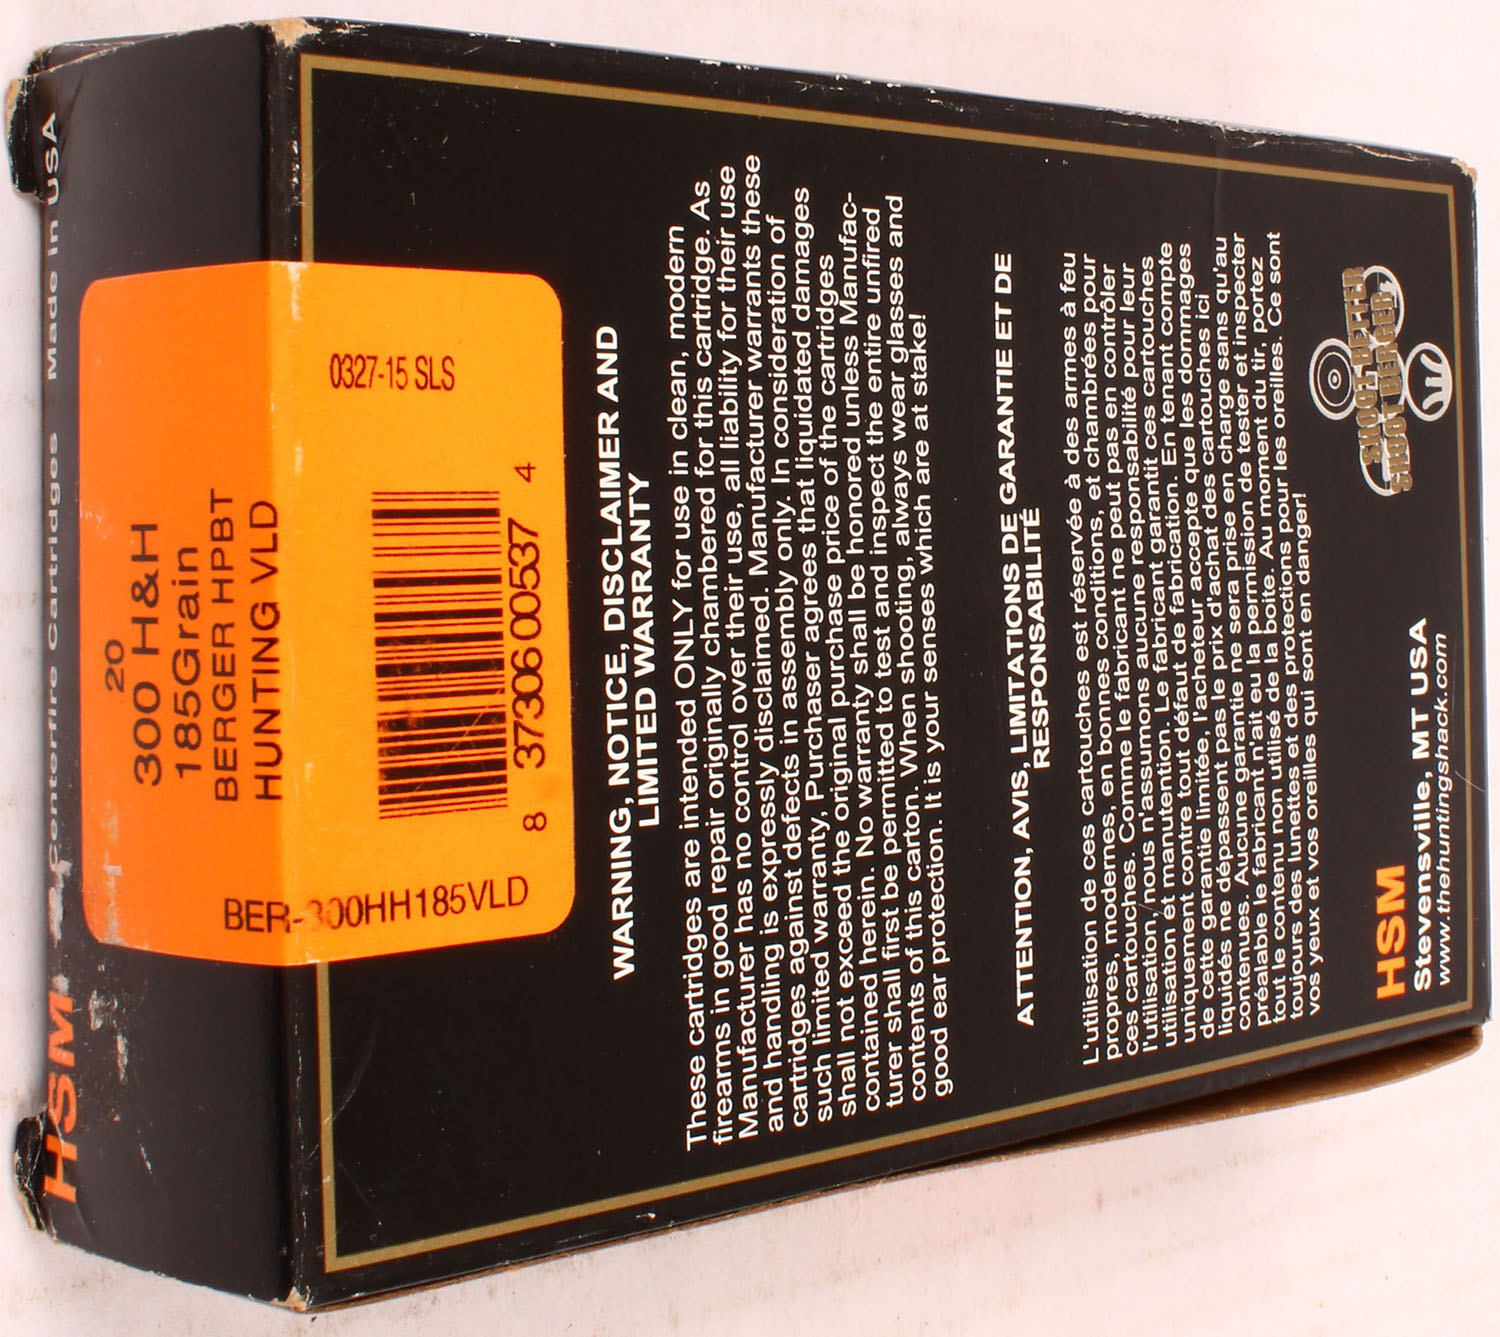 HSM Centerfire Cartridges Made in USA
20
300 H&H
185Grain
BERGER HPBT
HUNTING VLD
0327-15 SLS
8 37306 00537 4
BER-300HH185VLD
WARNING, NOTICE, DISCLAIMER AND
LIMITED WARRANTY
These cartridges are intended ONLY for use in clean, modern
firearms in good repair originally chambered for this cartridge. As
Manufacturer has no control over their use, all liability for their use
and handling is expressly disclaimed. Manufacturer warrants these
cartridges against defects in assembly only. In consideration of
such limited warranty, Purchaser agrees that liquidated damages
shall not exceed the original purchase price of the cartridges
contained herein. No warranty shall be honored unless Manufac-
turer shall first be permitted to test and inspect the entire unfired
contents of this carton. When shooting, always wear glasses and
good ear protection. It is your senses which are at stake!
ATTENTION, AVIS, LIMITATIONS DE GARANTIE ET DE
RESPONSABILITÉ
L'utilisation de ces cartouches est réservée à des armes à feu
propres, modernes, en bonnes conditions, et chambrées pour
ces cartouches. Comme le fabricant ne peut pas en contrôler
l'utilisation, nous n'assumons aucune responsabilité pour leur
utilisation et manutention. Le fabricant garantit ces cartouches
uniquement contre tout défaut de fabrication. En tenant compte
de cette garantie limitée, l'acheteur accepte que les dommages
liquidés ne dépassent pas le prix d'achat des cartouches ici
contenues. Aucune garantie ne sera prise en charge sans qu'au
préalable le fabricant n'ait eu la permission de tester et inspecter
tout le contenu non utilisé de la boîte. Au moment du tir, portez
toujours des lunettes et des protections pour les oreilles. Ce sont
vos yeux et vos oreilles qui sont en danger!
HSM
Stevensville, MT USA
www.thehuntingshack.com
SHOOT BETTER
SHOOT BERGER